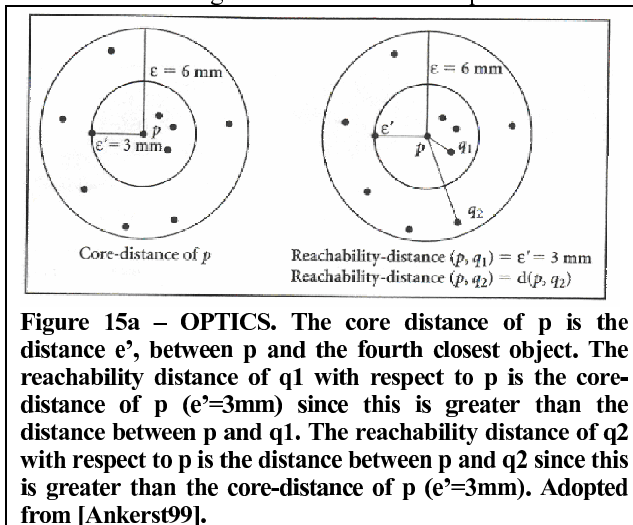 ε = 6 mm
p
ε' = 3 mm
Core-distance of p
ε = 6 mm
ε'
p
q1
q2
Reachability-distance (p, q1) = ε' = 3 mm
Reachability-distance (p, q2) = d(p, q2)
Figure 15a – OPTICS. The core distance of p is the
distance e’, between p and the fourth closest object. The
reachability distance of q1 with respect to p is the core-
distance of p (e’=3mm) since this is greater than the
distance between p and q1. The reachability distance of q2
with respect to p is the distance between p and q2 since this
is greater than the core-distance of p (e’=3mm). Adopted
from [Ankerst99].